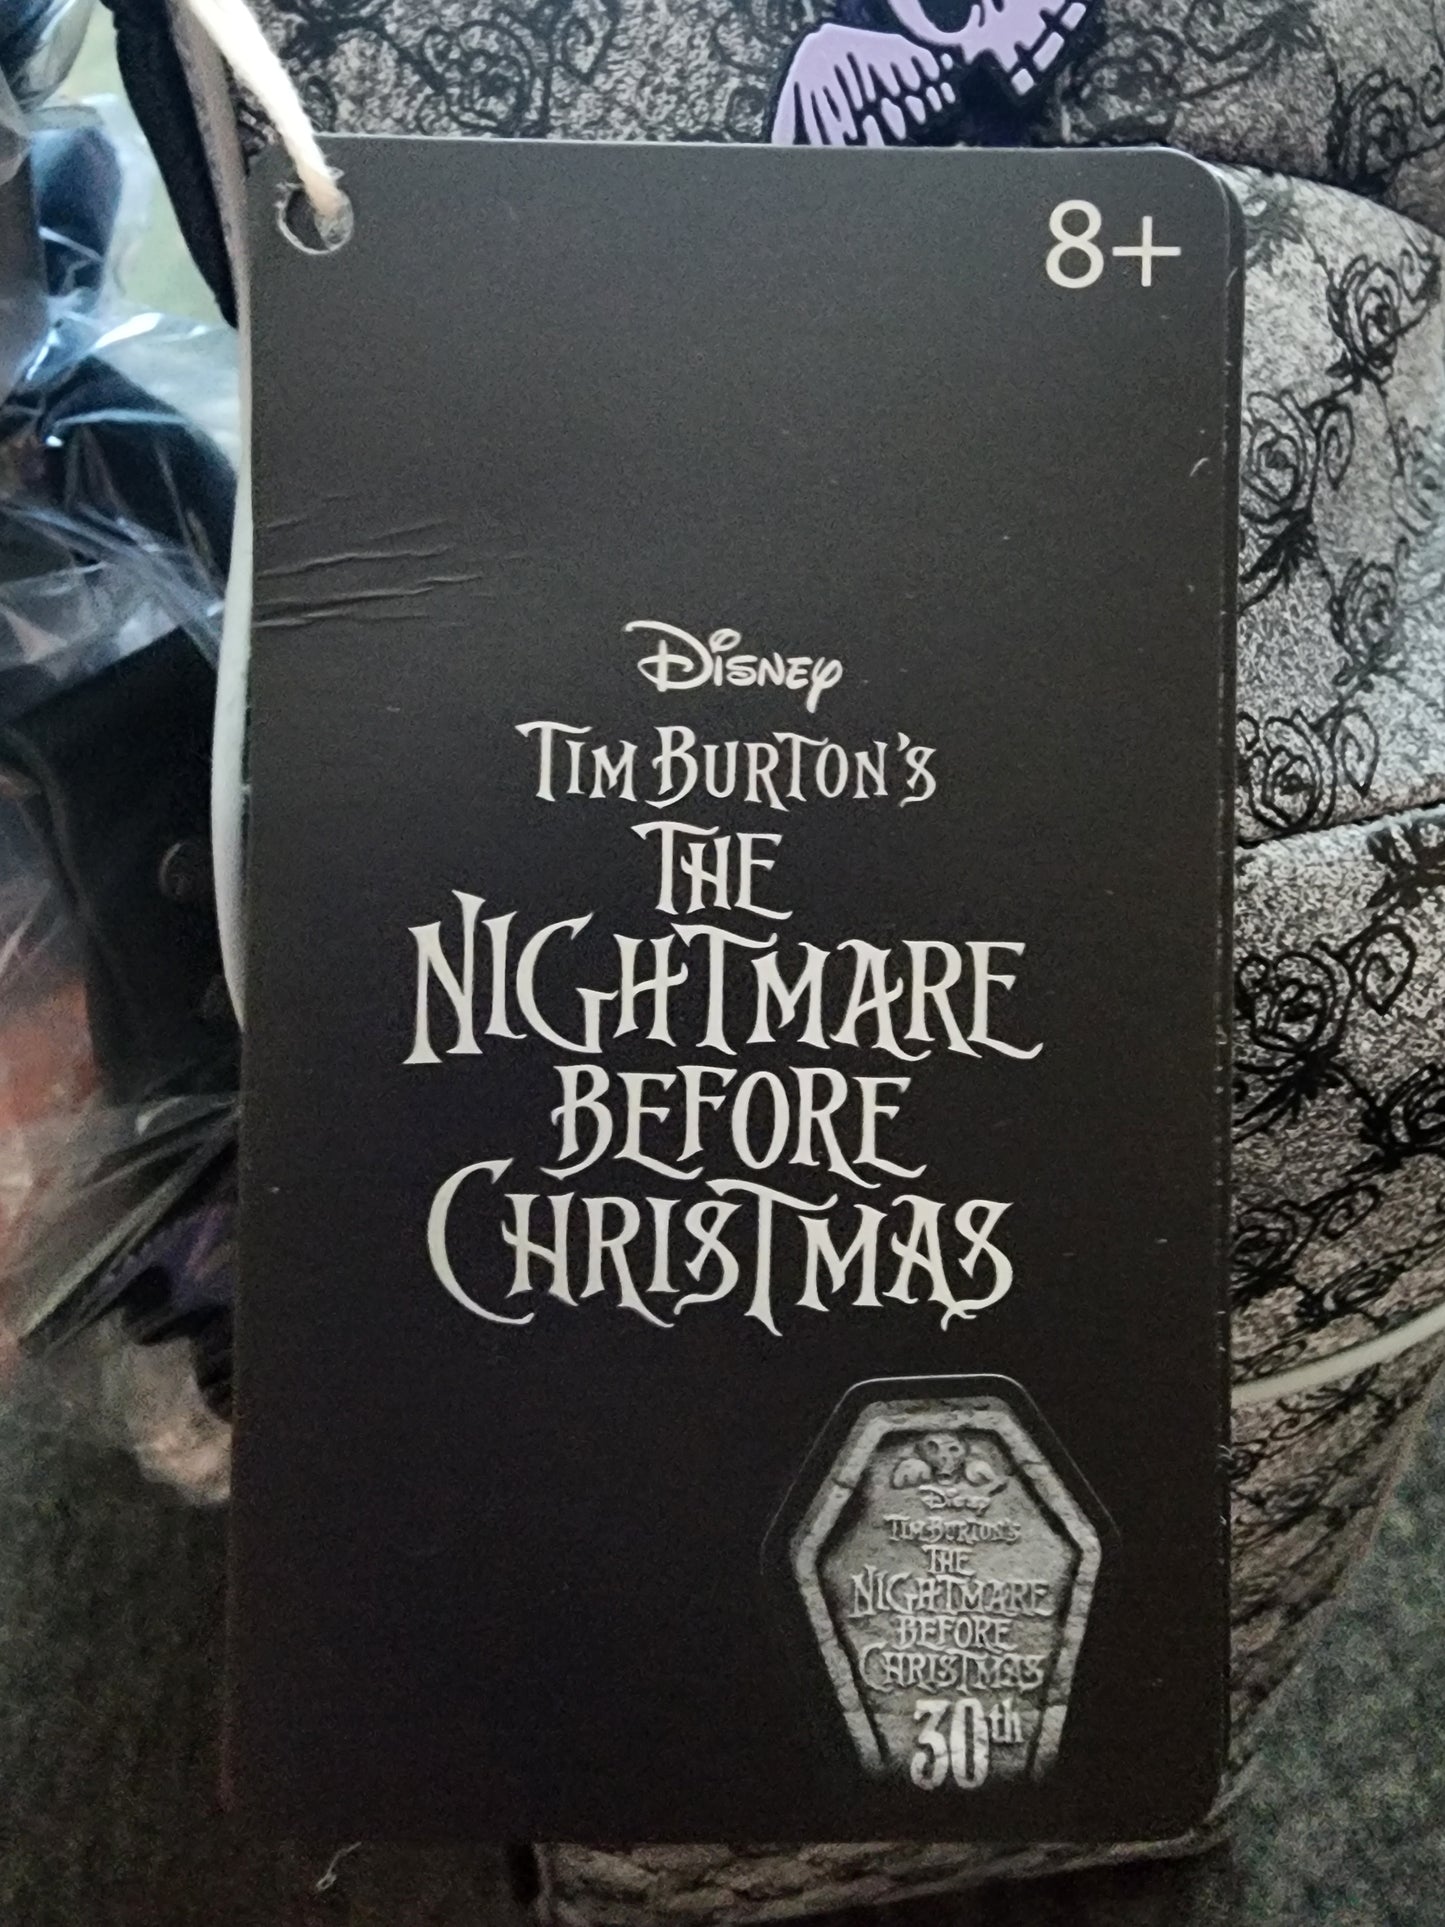 8+
Disney
TIM BURTON'S
THE
NIGHTMARE
BEFORE
CHRISTMAS
Disney
TIM BURTON'S
THE
NIGHTMARE
BEFORE
CHRISTMAS
30th